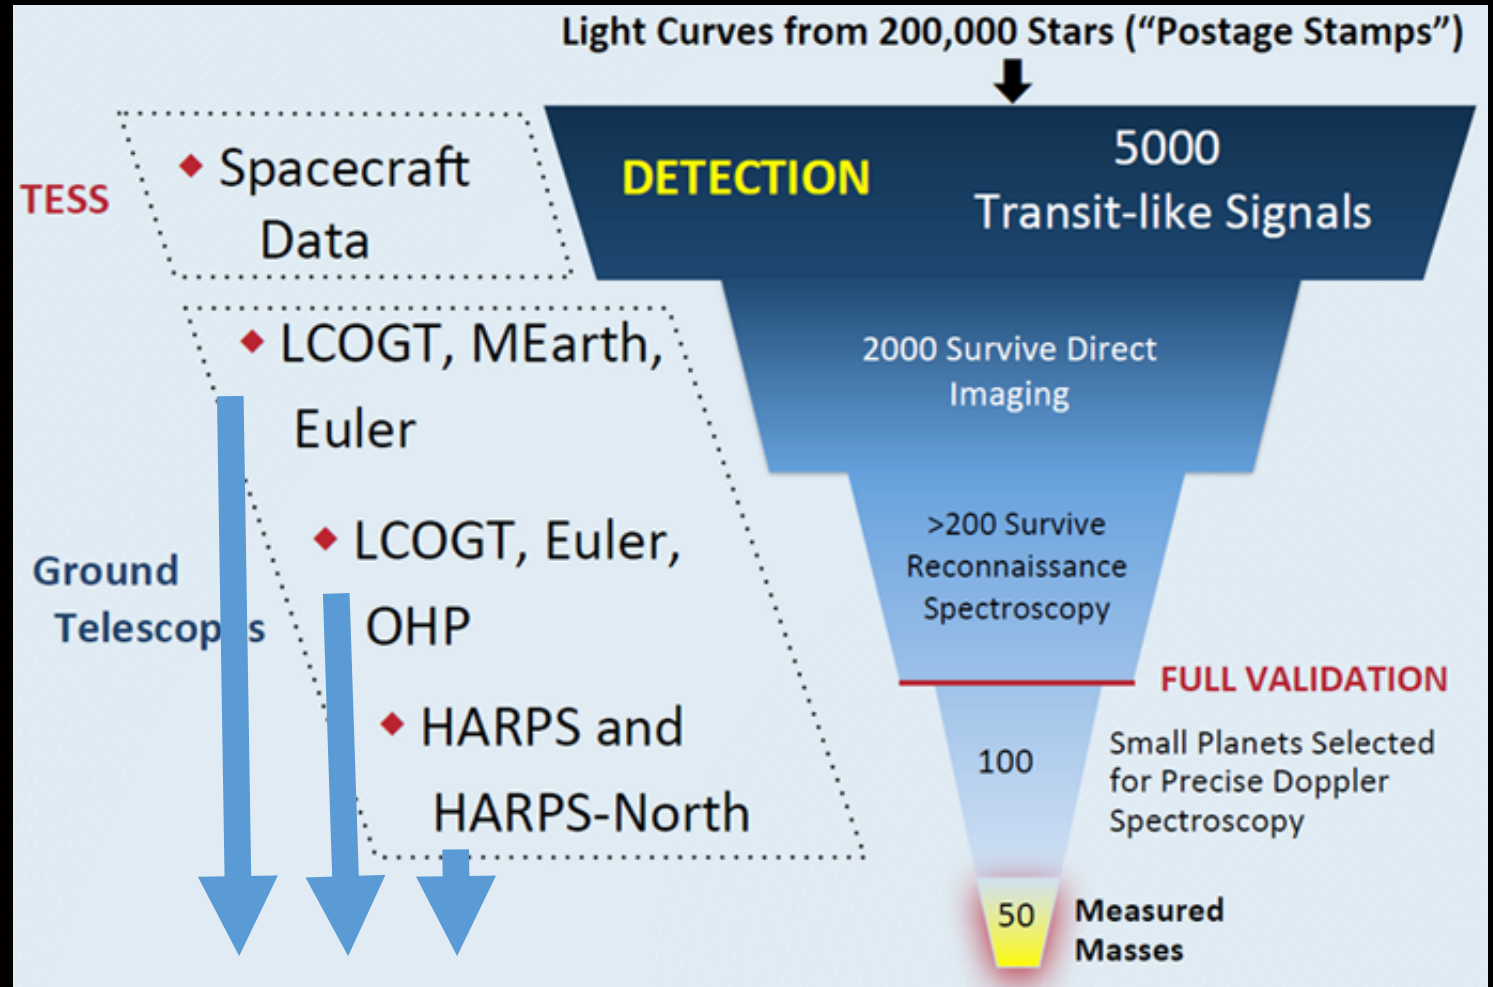 Light Curves from 200,000 Stars (“Postage Stamps”)
TESS
Spacecraft
Data
DETECTION
5000
Transit-like Signals
LCOGT, MEarth,
Euler
2000 Survive Direct
Imaging
Ground
Telescopes
LCOGT, Euler,
OHP
>200 Survive
Reconnaissance
Spectroscopy
FULL VALIDATION
HARPS and
HARPS-North
100
Small Planets Selected
for Precise Doppler
Spectroscopy
50
Measured
Masses